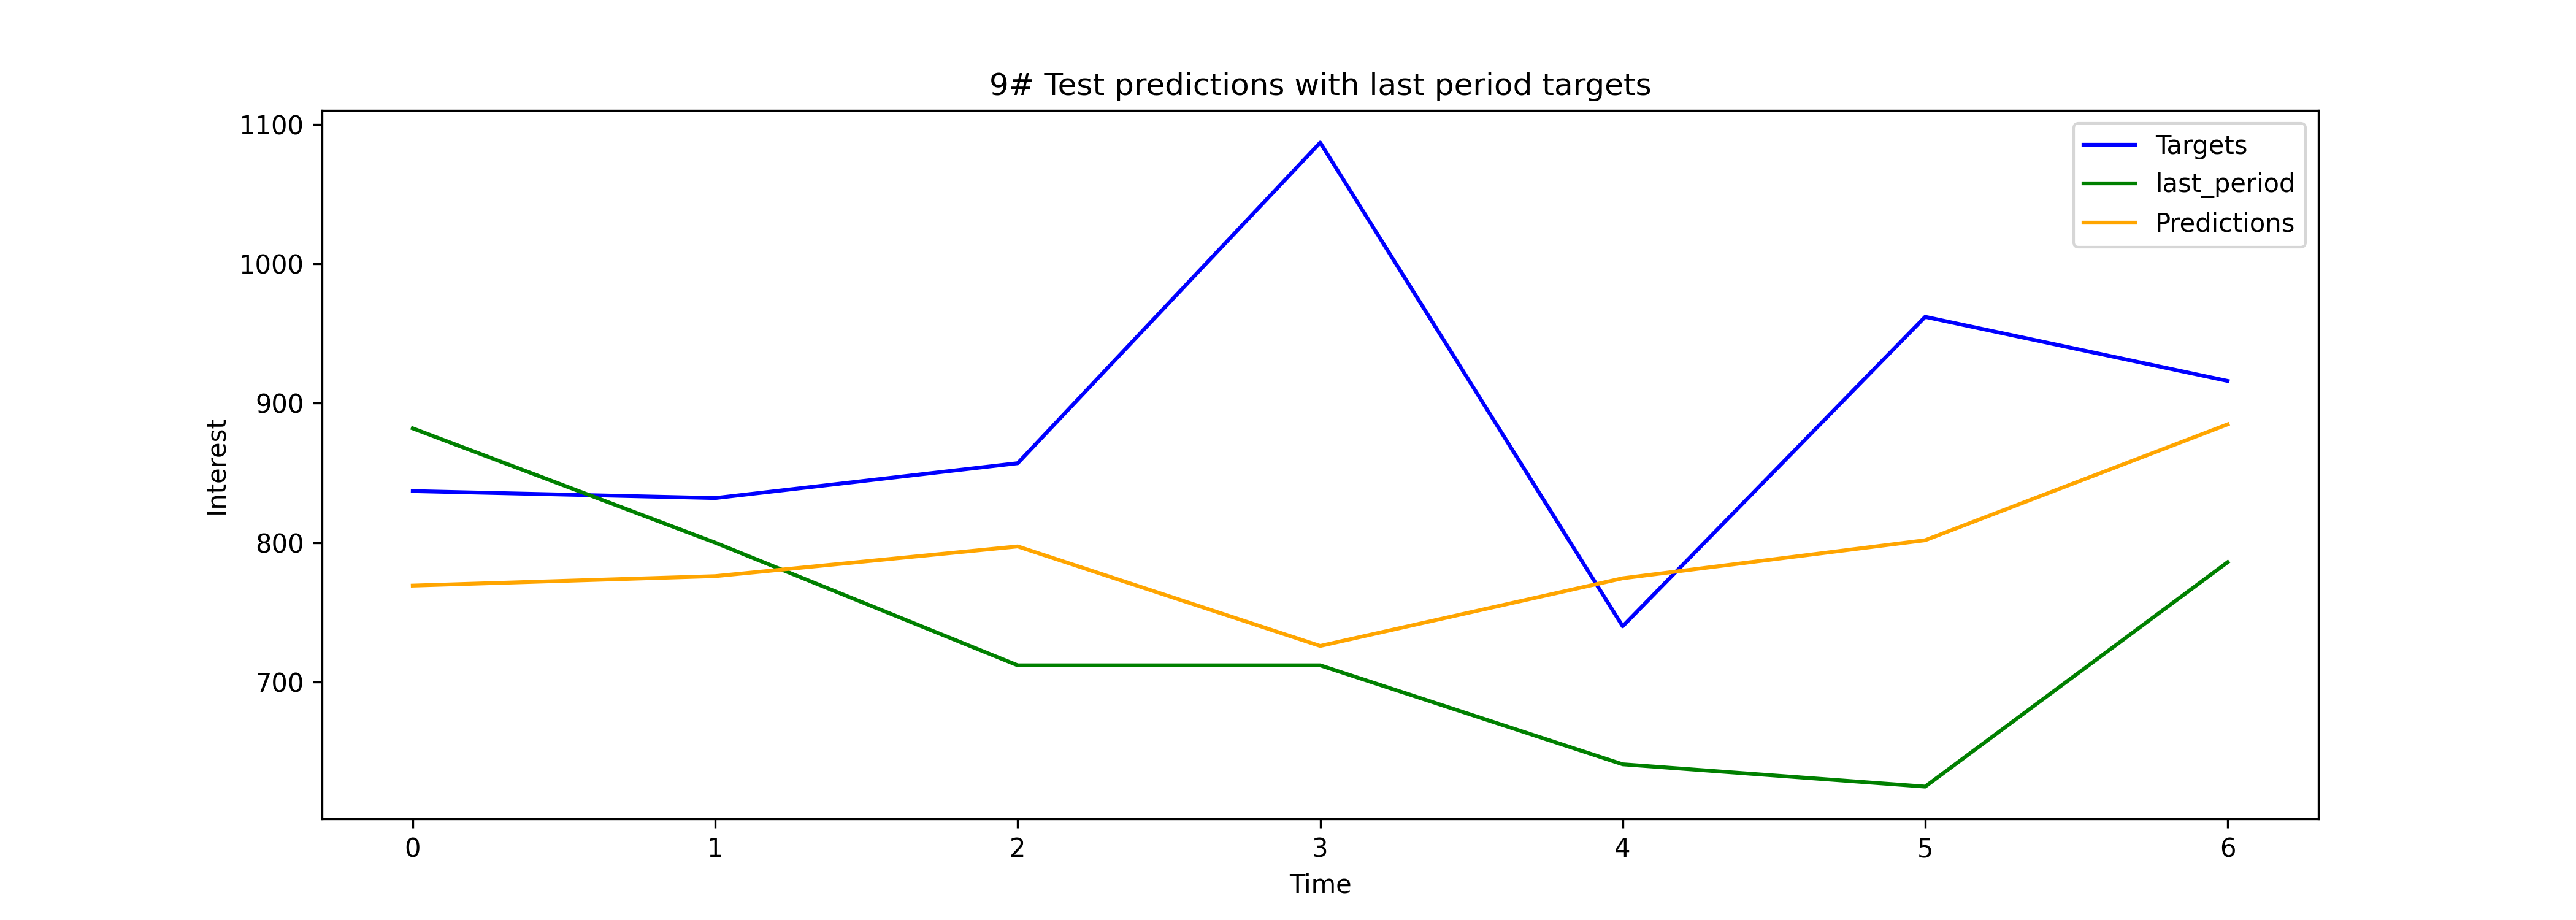 9# Test predictions with last period targets
1100
1000
900
800
700
Interest
Targets
last_period
Predictions
0 1 2 3 4 5 6
Time